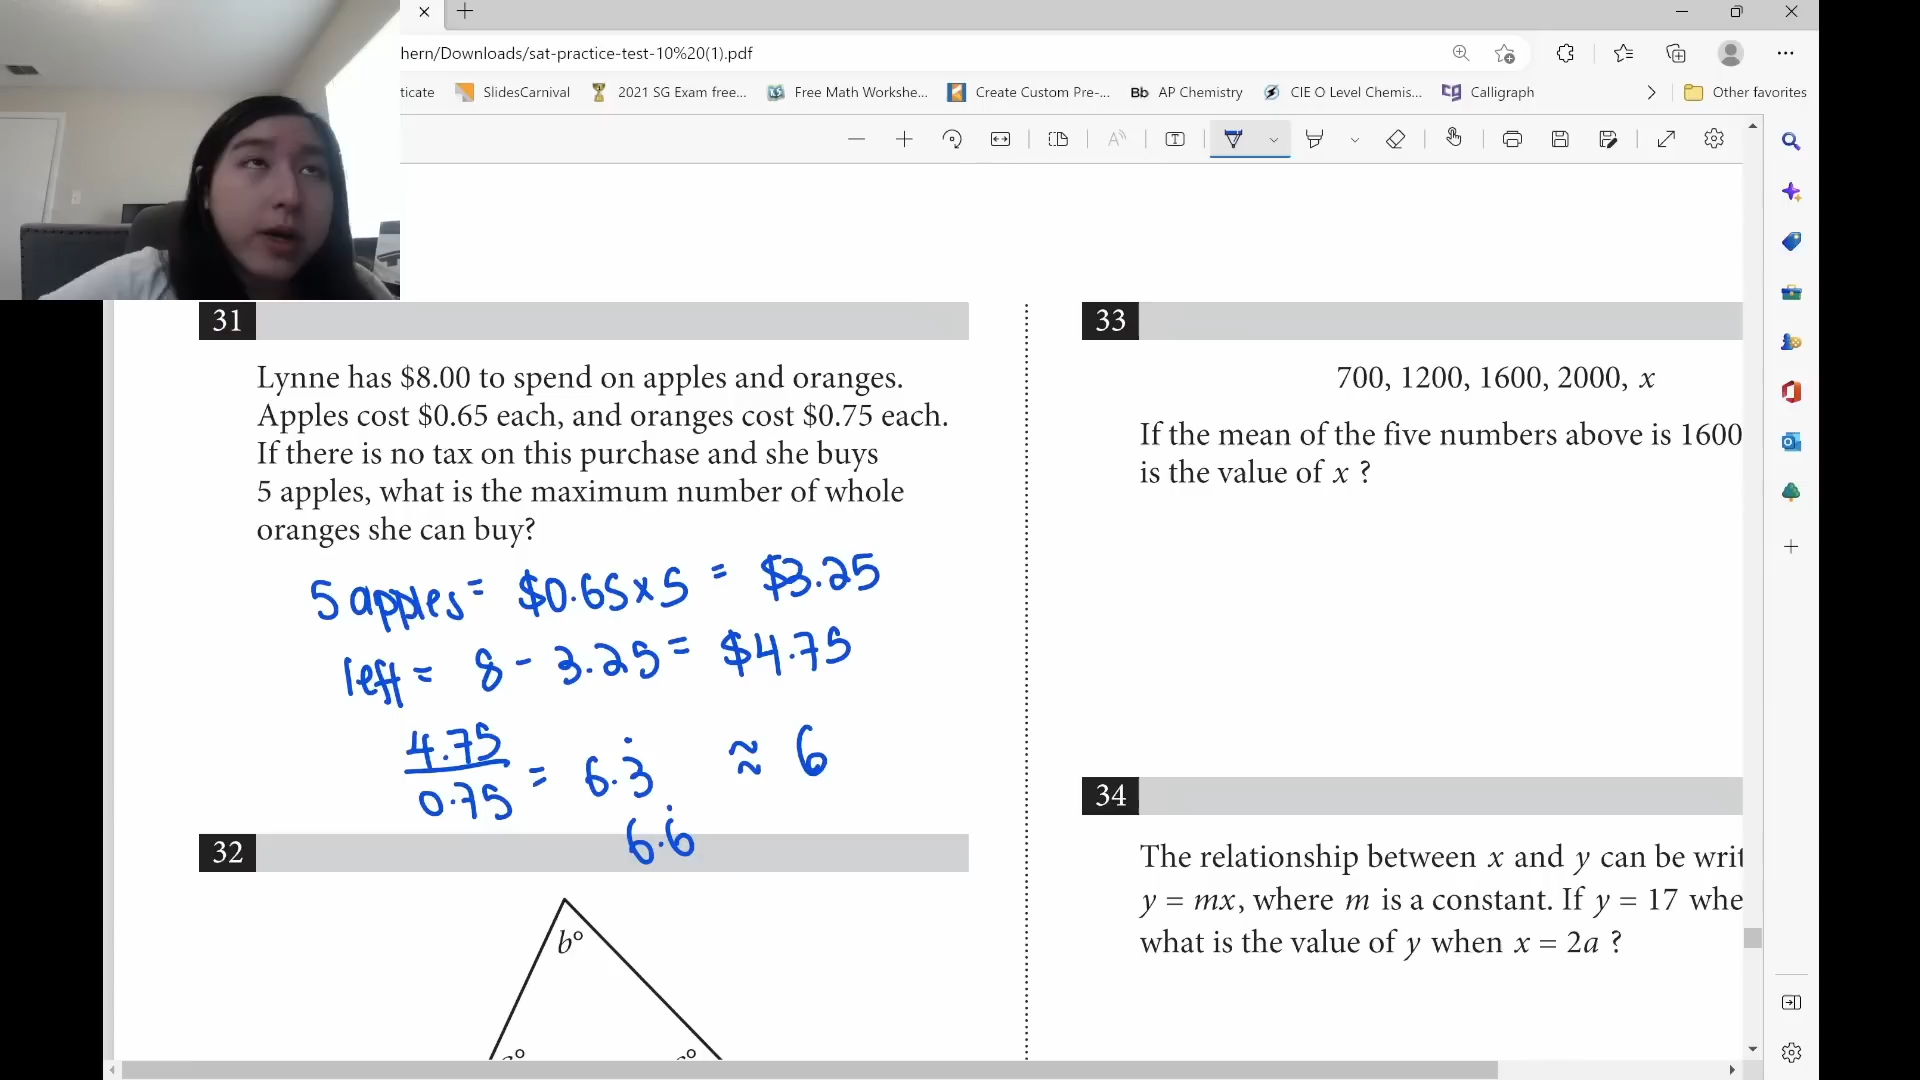 hern/Downloads/sat-practice-test-10%20(1).pdf
ticate SlidesCarnival 2021 SG Exam free... Free Math Workshe... Create Custom Pre-... Bb AP Chemistry CIE O Level Chemis... Calligraph Other favorites
31
Lynne has $8.00 to spend on apples and oranges.
Apples cost $0.65 each, and oranges cost $0.75 each.
If there is no tax on this purchase and she buys
5 apples, what is the maximum number of whole
oranges she can buy?
5 apples = $0.65 x 5 = $3.25
left = 8 - 3.25 = $4.75
4.75
0.75
= 6.3̇ ≈ 6
6.6̇
32
b°
33
700, 1200, 1600, 2000, x
If the mean of the five numbers above is 1600
is the value of x ?
34
The relationship between x and y can be writ
y = mx, where m is a constant. If y = 17 whe
what is the value of y when x = 2a ?